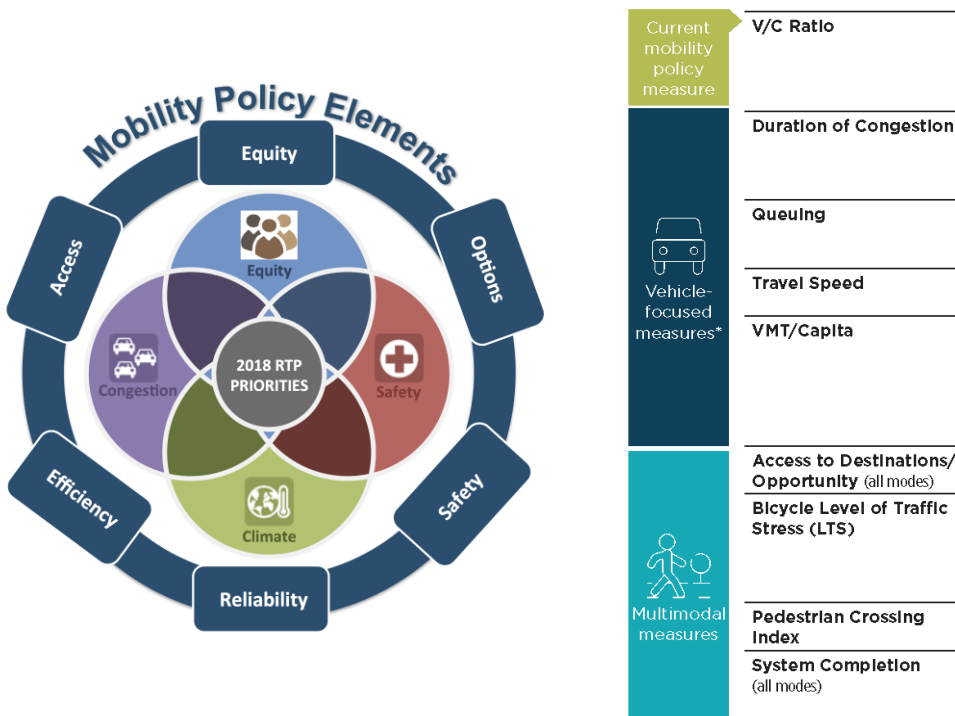 Mobility Policy Elements
Equity
Access
Options
Equity
Congestion
2018 RTP
PRIORITIES
Safety
Climate
Efficiency
Safety
Reliability
Current
mobility
policy
measure
V/C Ratio
Vehicle-
focused
measures*
Duration of Congestion
Queuing
Travel Speed
VMT/Capita
Multimodal
measures
Access to Destinations/
Opportunity (all modes)
Bicycle Level of Traffic
Stress (LTS)
Pedestrian Crossing
Index
System Completion
(all modes)